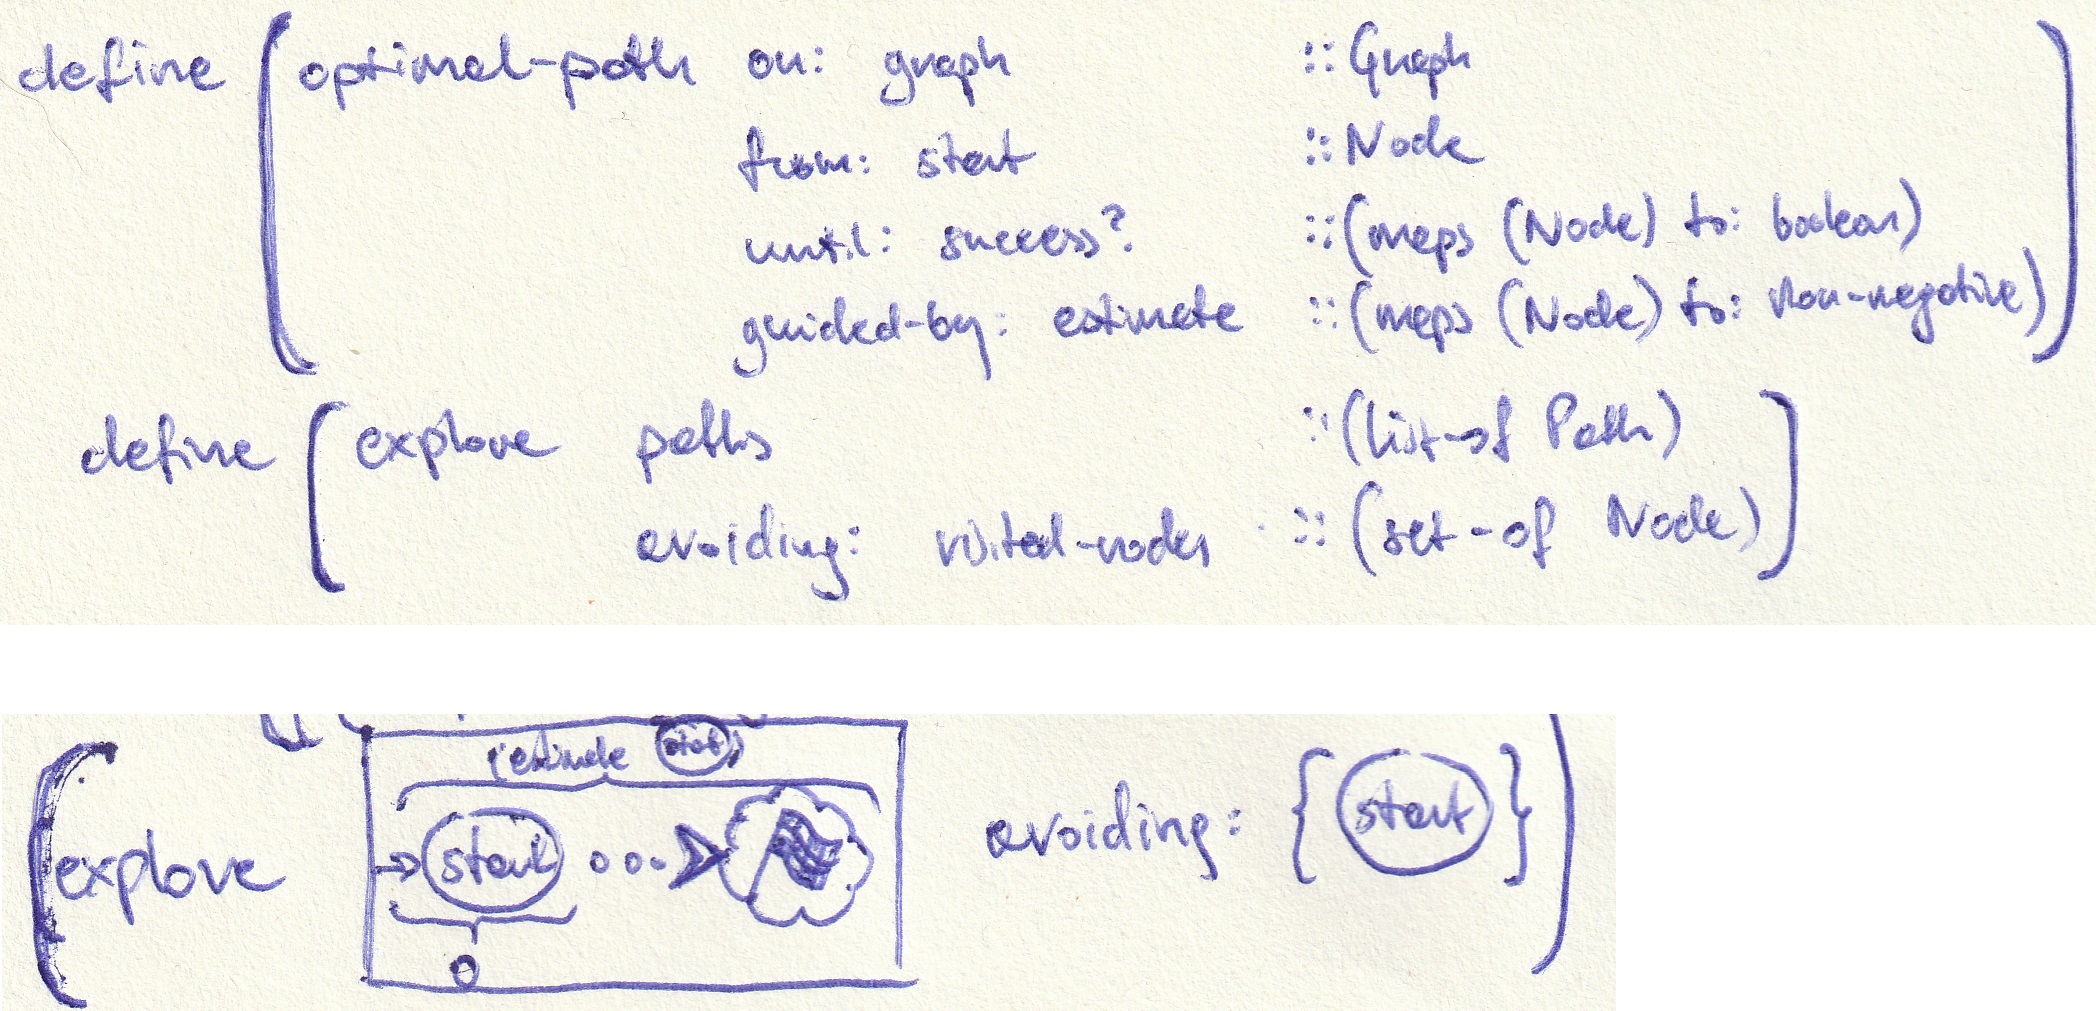 define (optimal-path on: graph :: Graph
from: start :: Node
until: success? :: (maps (Node) to: boolean)
guided-by: estimate :: (maps (Node) to: non-negative))
define (explore paths :: (list-of Path)
avoiding: visited-nodes :: (set-of Node))
(estimate start)
(explore → start avoiding: { start })
0